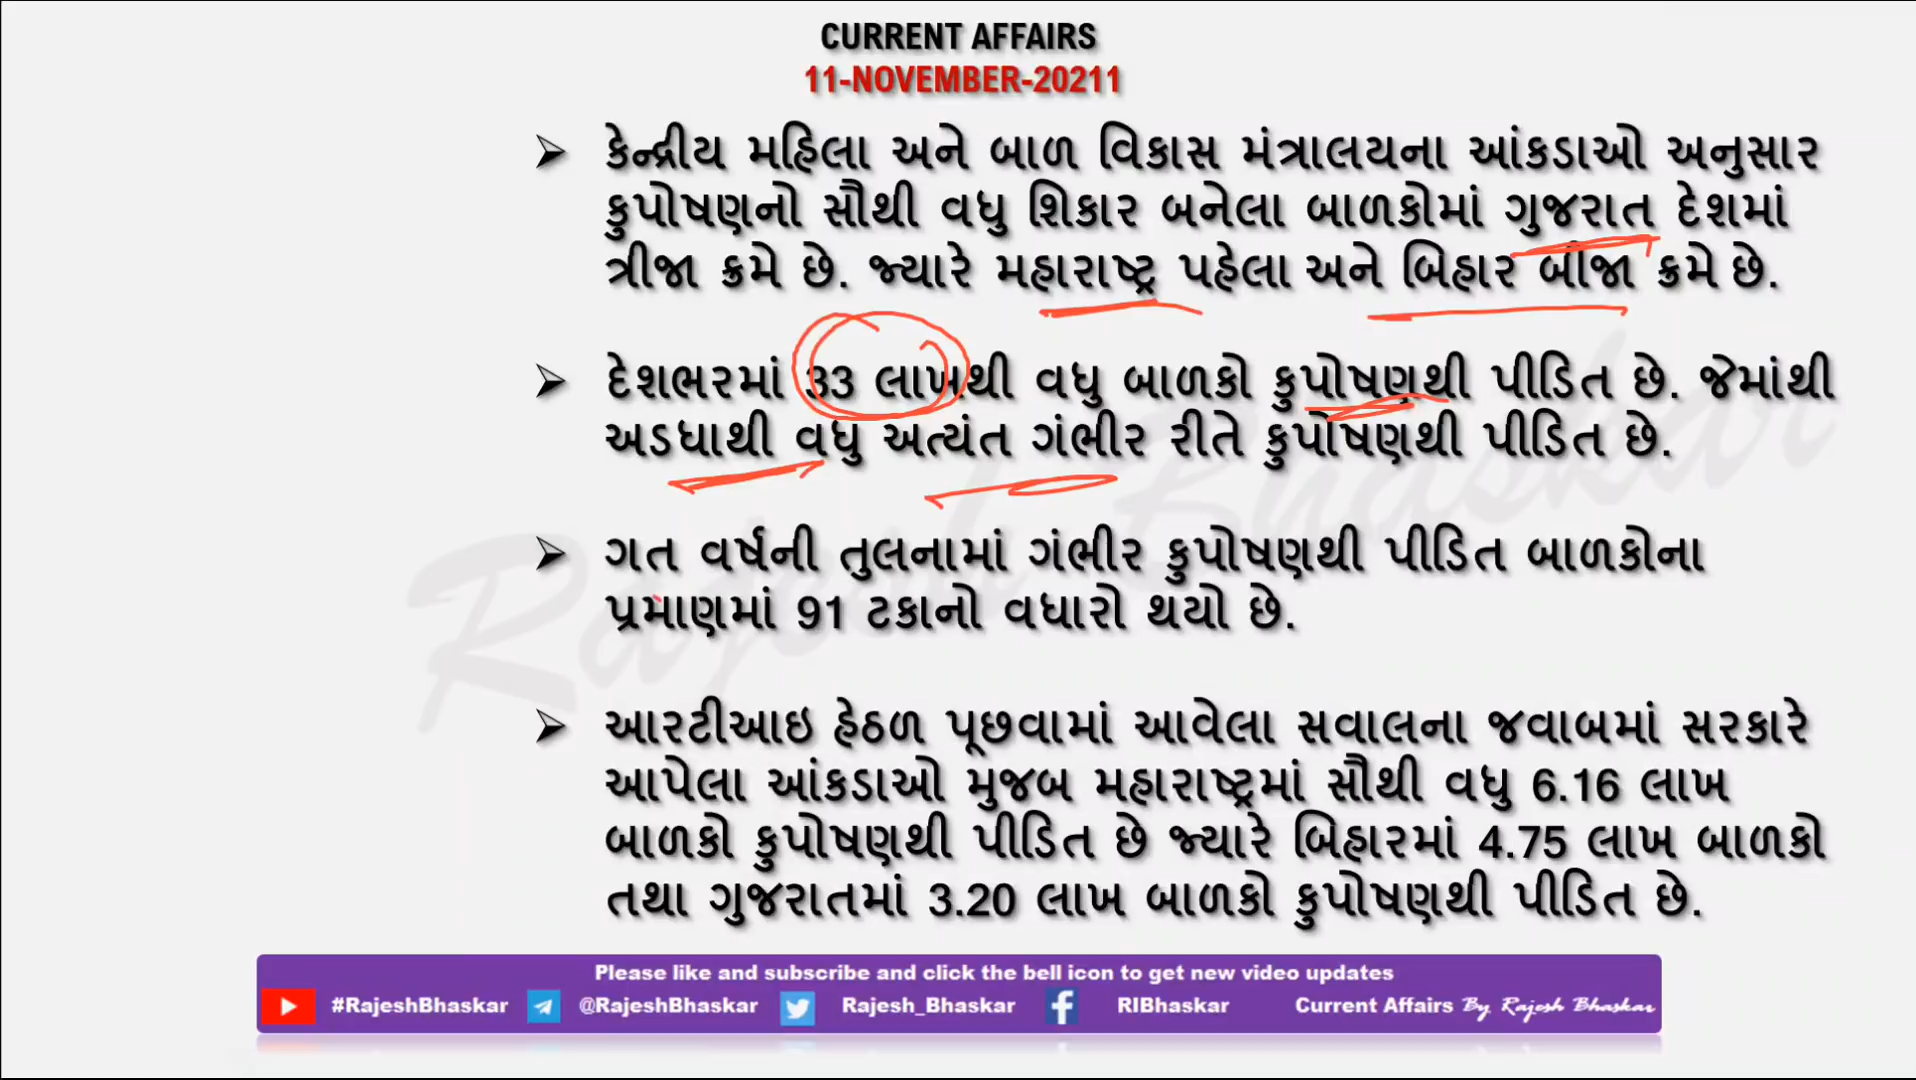 CURRENT AFFAIRS
11-NOVEMBER-20211
➢ કેન્દ્રીય મહિલા અને બાળ વિકાસ મંત્રાલયના આંકડાઓ અનુસાર
કુપોષણનો સૌથી વધુ શિકાર બનેલા બાળકોમાં ગુજરાત દેશમાં
ત્રીજા ક્રમે છે. જ્યારે મહારાષ્ટ્ર પહેલા અને બિહાર બીજા ક્રમે છે.
➢ દેશભરમાં 33 લાખથી વધુ બાળકો કુપોષણથી પીડિત છે. જેમાંથી
અડધાથી વધુ અત્યંત ગંભીર રીતે કુપોષણથી પીડિત છે.
➢ ગત વર્ષની તુલનામાં ગંભીર કુપોષણથી પીડિત બાળકોના
પ્રમાણમાં 91 ટકાનો વધારો થયો છે.
➢ આરટીઆઇ હેઠળ પૂછવામાં આવેલા સવાલના જવાબમાં સરકારે
આપેલા આંકડાઓ મુજબ મહારાષ્ટ્રમાં સૌથી વધુ 6.16 લાખ
બાળકો કુપોષણથી પીડિત છે જ્યારે બિહારમાં 4.75 લાખ બાળકો
તથા ગુજરાતમાં 3.20 લાખ બાળકો કુપોષણથી પીડિત છે.
Rajesh Bhaskar
Please like and subscribe and click the bell icon to get new video updates
#RajeshBhaskar @RajeshBhaskar Rajesh_Bhaskar RIBhaskar Current Affairs By Rajesh Bhaskar